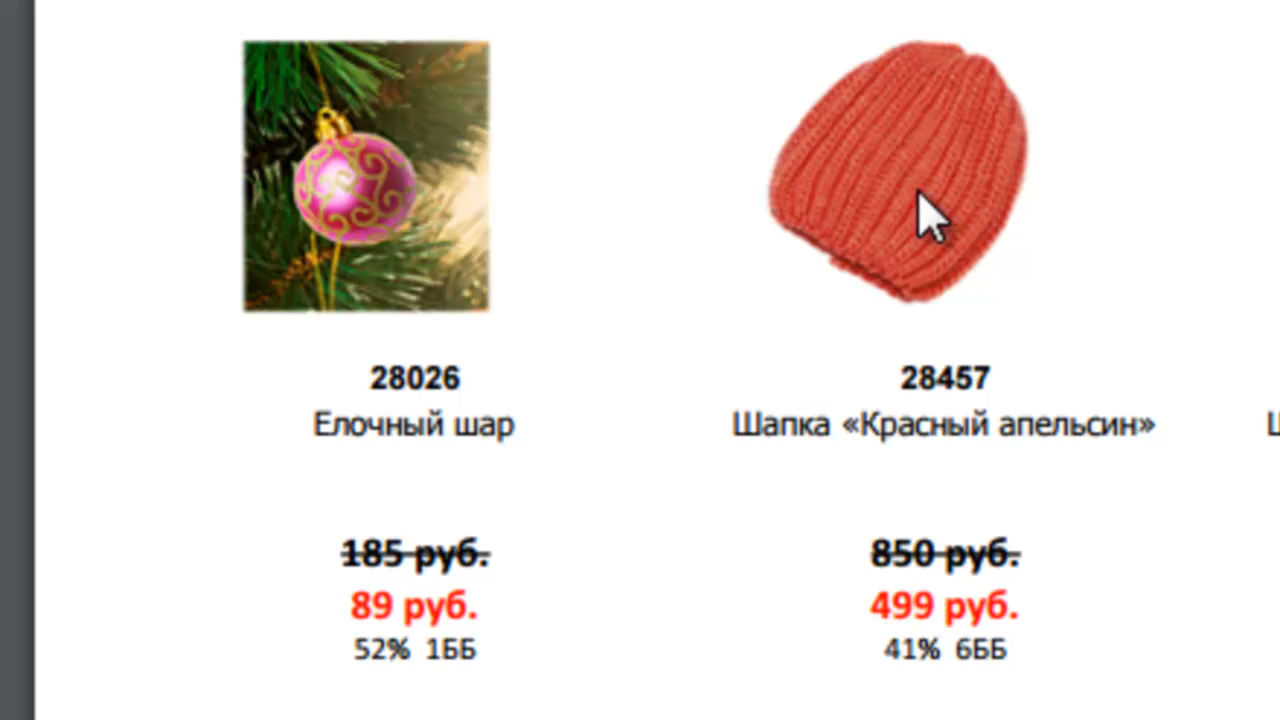 28026
Елочный шар
185 руб.
89 руб.
52% 1ББ
28457
Шапка «Красный апельсин»
850 руб.
499 руб.
41% 6ББ